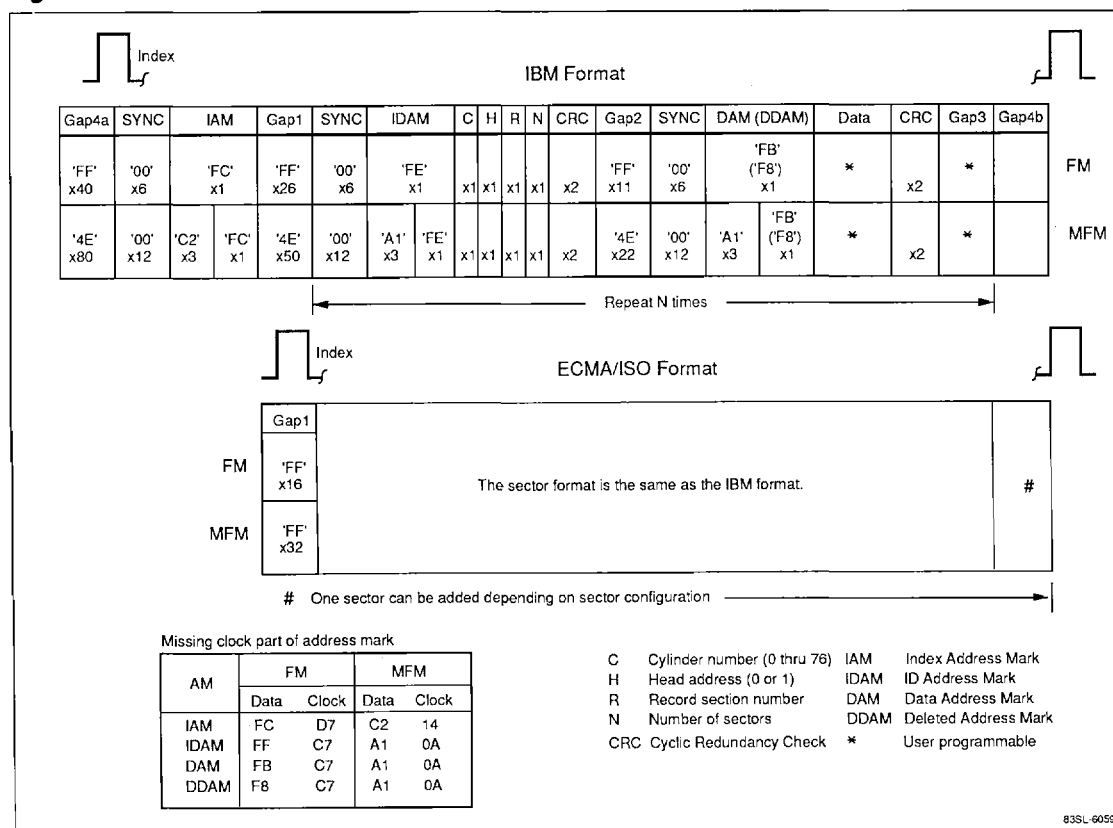 Index
IBM Format
Gap4a SYNC IAM Gap1 SYNC IDAM C H R N CRC Gap2 SYNC DAM (DDAM) Data CRC Gap3 Gap4b
'FF' x40 '00' x6 'FC' x1 'FF' x26 '00' x6 'FE' x1 x1 x1 x1 x1 x2 'FF' x11 '00' x6 'FB' ('F8') x1 * x2 * FM
'4E' x80 '00' x12 'C2' x3 'FC' x1 '4E' x50 '00' x12 'A1' x3 'FE' x1 x1 x1 x1 x1 x2 '4E' x22 '00' x12 'A1' x3 'FB' ('F8') x1 * x2 * MFM
Repeat N times
Index
ECMA/ISO Format
Gap1
FM 'FF' x16
The sector format is the same as the IBM format.
#
MFM 'FF' x32
# One sector can be added depending on sector configuration
Missing clock part of address mark
AM FM MFM
Data Clock Data Clock
IAM FC D7 C2 14
IDAM FF C7 A1 0A
DAM FB C7 A1 0A
DDAM F8 C7 A1 0A
C Cylinder number (0 thru 76) IAM Index Address Mark
H Head address (0 or 1) IDAM ID Address Mark
R Record section number DAM Data Address Mark
N Number of sectors DDAM Deleted Address Mark
CRC Cyclic Redundancy Check * User programmable